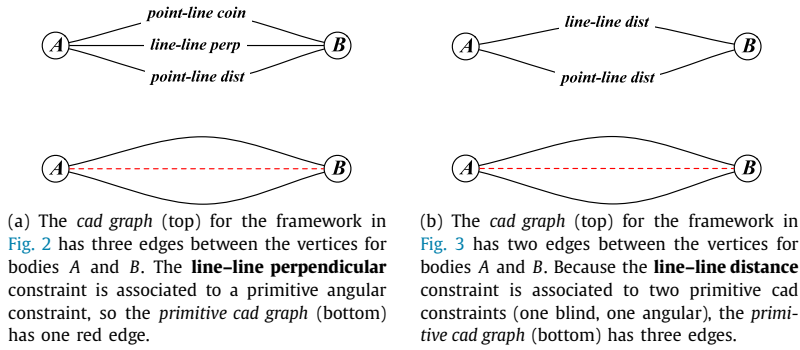 point-line coin
A line-line perp B
point-line dist
A B
(a) The cad graph (top) for the framework in
Fig. 2 has three edges between the vertices for
bodies A and B. The line–line perpendicular
constraint is associated to a primitive angular
constraint, so the primitive cad graph (bottom)
has one red edge.
line-line dist
A B
point-line dist
A B
(b) The cad graph (top) for the framework in
Fig. 3 has two edges between the vertices for
bodies A and B. Because the line–line distance
constraint is associated to two primitive cad
constraints (one blind, one angular), the primi-
tive cad graph (bottom) has three edges.